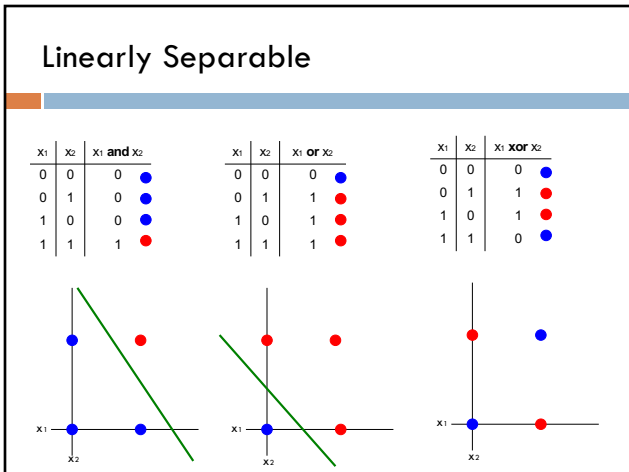 Linearly Separable
x1 x2 x1 and x2
0 0 0
0 1 0
1 0 0
1 1 1
x1 x2 x1 or x2
0 0 0
0 1 1
1 0 1
1 1 1
x1 x2 x1 xor x2
0 0 0
0 1 1
1 0 1
1 1 0
x1
x2
x1
x2
x1
x2